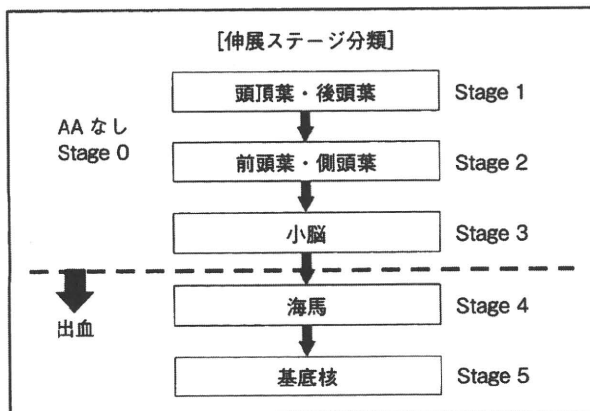 [伸展ステージ分類]
頭頂葉・後頭葉 Stage 1
AA なし
Stage 0
前頭葉・側頭葉 Stage 2
小脳 Stage 3
出血
海馬 Stage 4
基底核 Stage 5